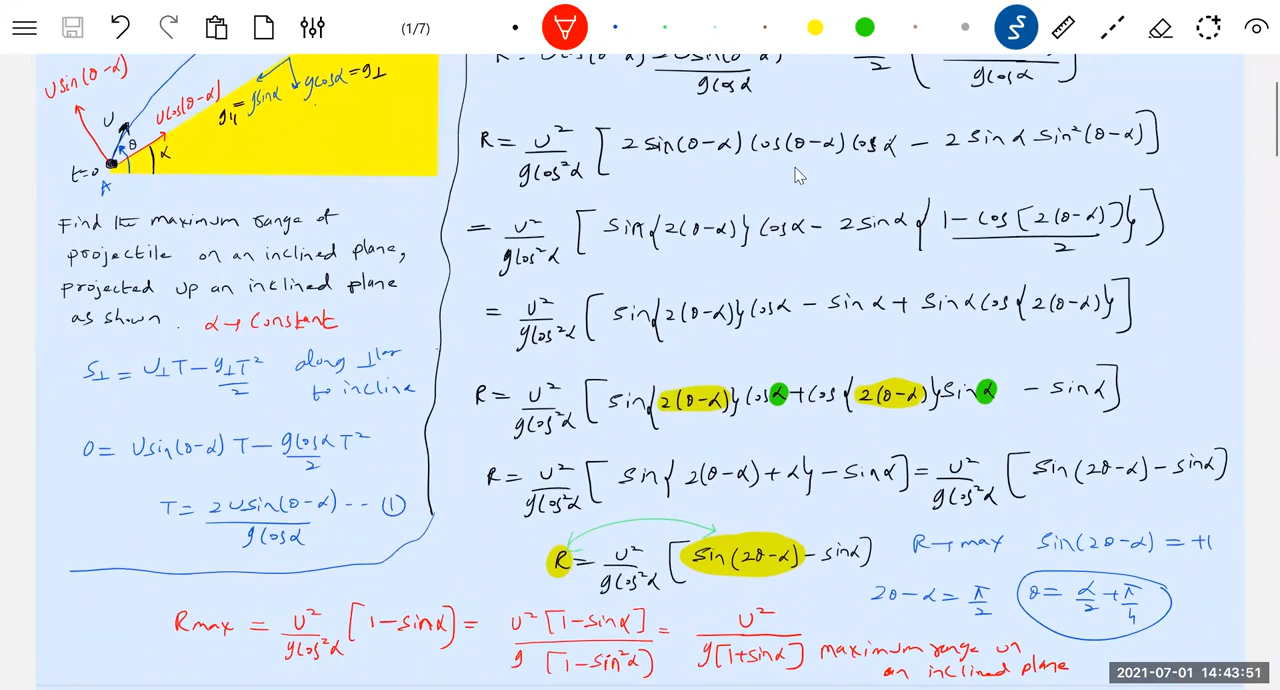 (1/7)
U sin(θ-α)
U
U cos(θ-α)
θ
α
t=0
A
g∥ = g sinα
g cosα = g⊥
Find the maximum range of
projectile on an inclined plane,
projected up an inclined plane
as shown. α → constant
S⊥ = U⊥T - g⊥T²/2 along ⊥lar
to incline
0 = U sin(θ-α) T - g cosα T²/2
T = 2U sin(θ-α)/g cosα --- ①
R = U²/g cos²α [2 sin(θ-α) cos(θ-α) cosα - 2 sinα sin²(θ-α)]
= U²/g cos²α [sin{2(θ-α)} cosα - 2 sinα {1 - cos[2(θ-α)]/2}]
= U²/g cos²α [sin{2(θ-α)} cosα - sinα + sinα cos{2(θ-α)}]
R = U²/g cos²α [sin{2(θ-α)} cosα + cos{2(θ-α)} sinα - sinα]
R = U²/g cos²α [sin{2(θ-α)+α} - sinα] = U²/g cos²α [sin(2θ-α) - sinα]
R = U²/g cos²α [sin(2θ-α) - sinα] R → max sin(2θ-α) = +1
2θ-α = π/2 θ = α/2 + π/4
Rmax = U²/g cos²α [1 - sinα] = U²[1 - sinα]/g[1 - sin²α] = U²/g[1+sinα] maximum range on
an inclined plane
2021-07-01 14:43:51